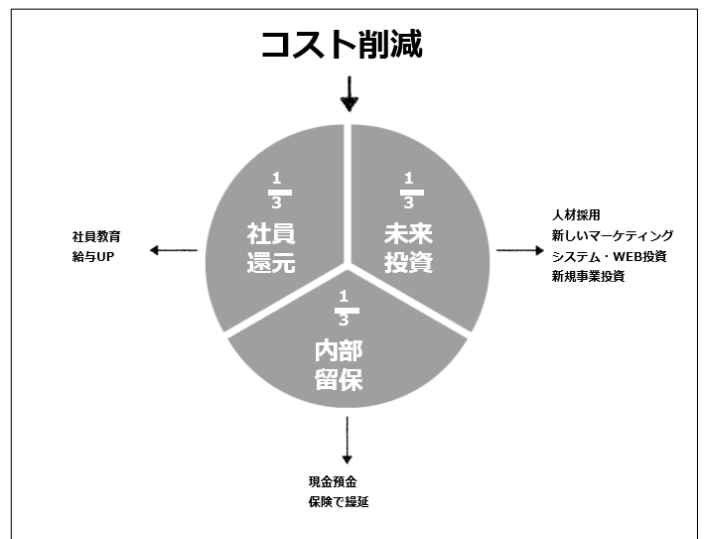 コスト削減
1
3
社員
還元
1
3
未来
投資
1
3
内部
留保
社員教育
給与UP
人材採用
新しいマーケティング
システム・WEB投資
新規事業投資
現金預金
保険で繰延